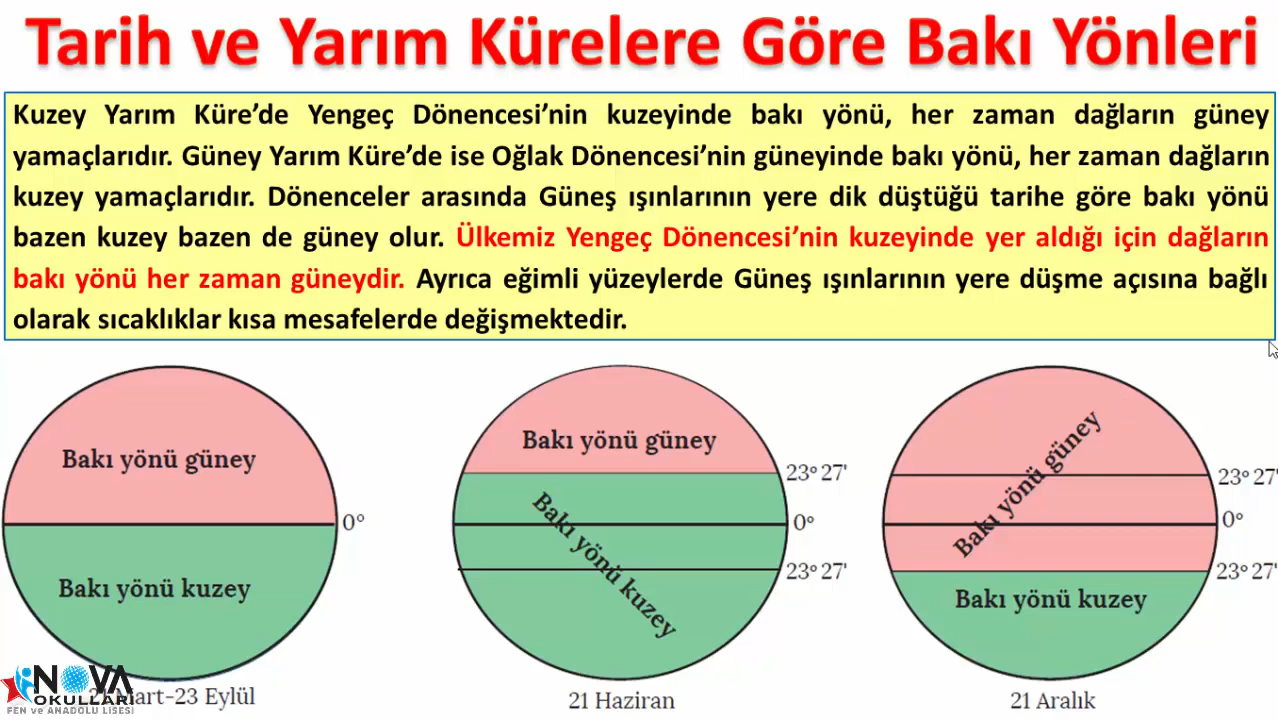 Tarih ve Yarım Kürelere Göre Bakı Yönleri
Kuzey Yarım Küre’de Yengeç Dönencesi’nin kuzeyinde bakı yönü, her zaman dağların güney
yamaçlarıdır. Güney Yarım Küre’de ise Oğlak Dönencesi’nin güneyinde bakı yönü, her zaman dağların
kuzey yamaçlarıdır. Dönenceler arasında Güneş ışınlarının yere dik düştüğü tarihe göre bakı yönü
bazen kuzey bazen de güney olur. Ülkemiz Yengeç Dönencesi’nin kuzeyinde yer aldığı için dağların
bakı yönü her zaman güneydir. Ayrıca eğimli yüzeylerde Güneş ışınlarının yere düşme açısına bağlı
olarak sıcaklıklar kısa mesafelerde değişmektedir.
Bakı yönü güney
0°
Bakı yönü kuzey
21 Mart-23 Eylül
Bakı yönü güney
23° 27'
Bakı yönü kuzey
0°
23° 27'
21 Haziran
Bakı yönü güney
23° 27'
0°
23° 27'
Bakı yönü kuzey
21 Aralık
NOVA
OKULLARI
FEN ve ANADOLU LİSESİ